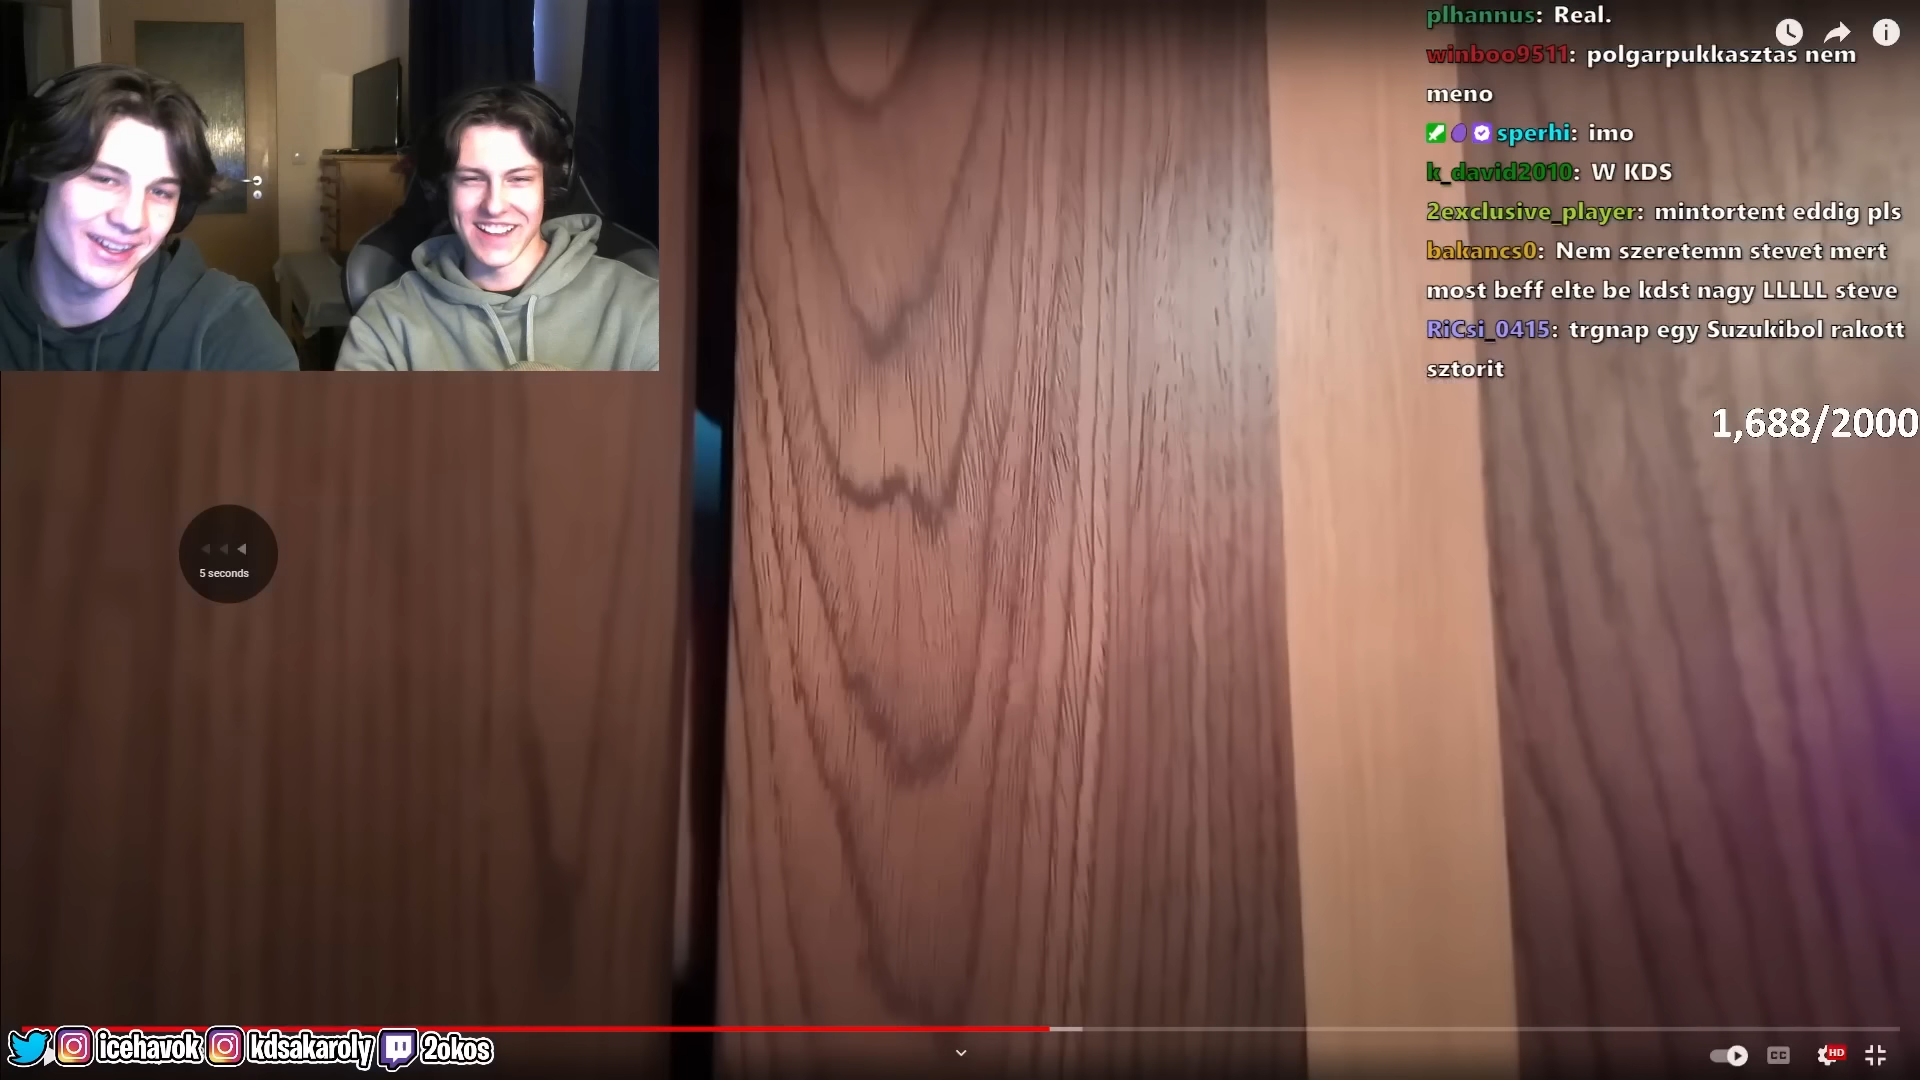 plhannus: Real.
winboo9511: polgarpukkasztas nem
meno
sperhi: imo
k_david2010: W KDS
2exclusive_player: mintortent eddig pls
bakancs0: Nem szeretemn stevet mert
most beff elte be kdst nagy LLLLL steve
RiCsi_0415: trgnap egy Suzukibol rakott
sztorit
1,688/2000
5 seconds
icehavok kdsakaroly 2okos
CC HD